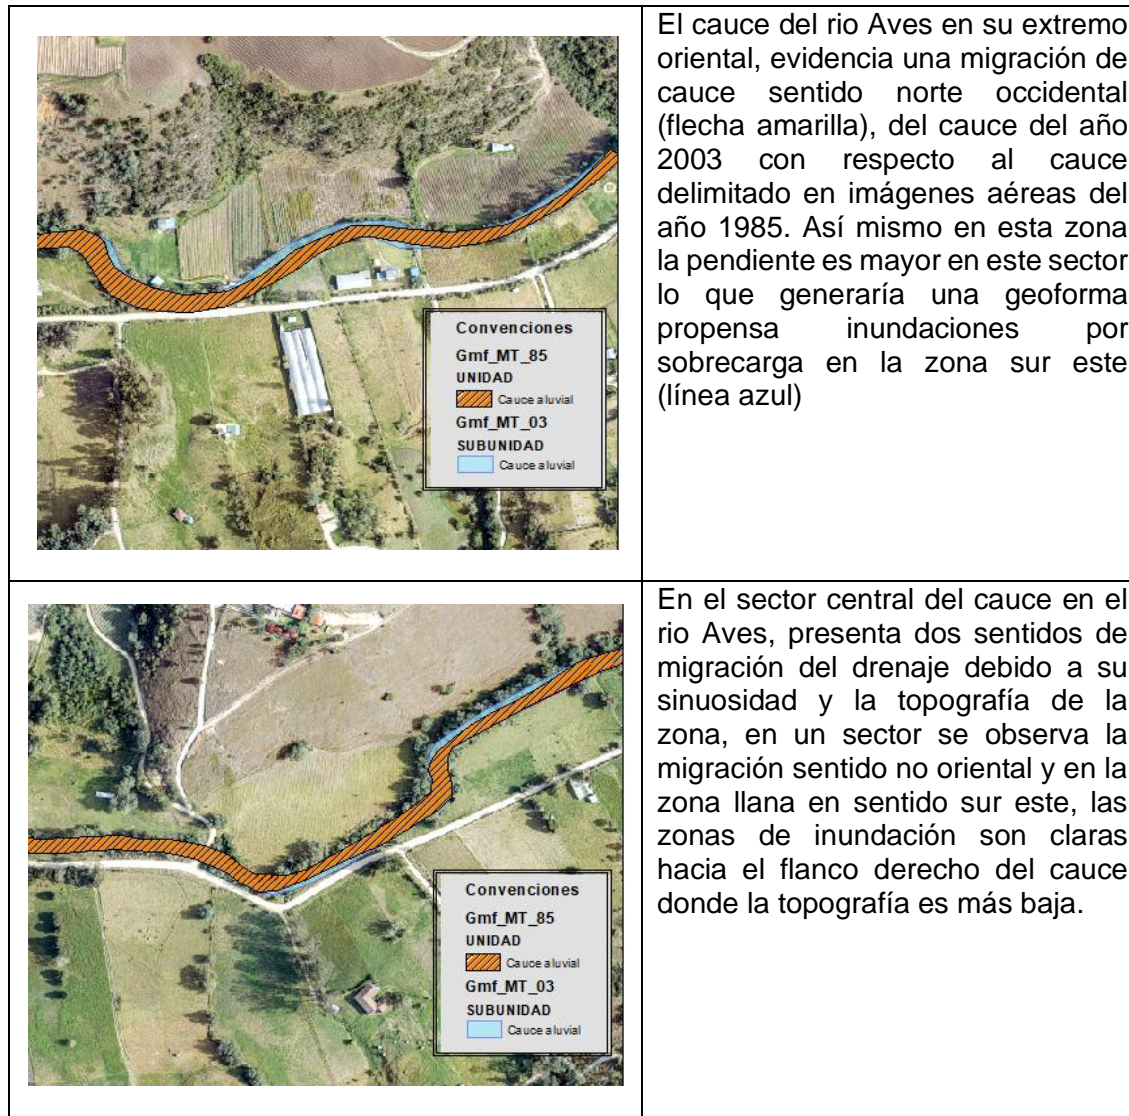 El cauce del rio Aves en su extremo
oriental, evidencia una migración de
cauce sentido norte occidental
(flecha amarilla), del cauce del año
2003 con respecto al cauce
delimitado en imágenes aéreas del
año 1985. Así mismo en esta zona
la pendiente es mayor en este sector
lo que generaría una geoforma
propensa inundaciones por
sobrecarga en la zona sur este
(línea azul)
Convenciones
Gmf_MT_85
UNIDAD
Cauce aluvial
Gmf_MT_03
SUBUNIDAD
Cauce aluvial
En el sector central del cauce en el
rio Aves, presenta dos sentidos de
migración del drenaje debido a su
sinuosidad y la topografía de la
zona, en un sector se observa la
migración sentido no oriental y en la
zona llana en sentido sur este, las
zonas de inundación son claras
hacia el flanco derecho del cauce
donde la topografía es más baja.
Convenciones
Gmf_MT_85
UNIDAD
Cauce aluvial
Gmf_MT_03
SUBUNIDAD
Cauce aluvial